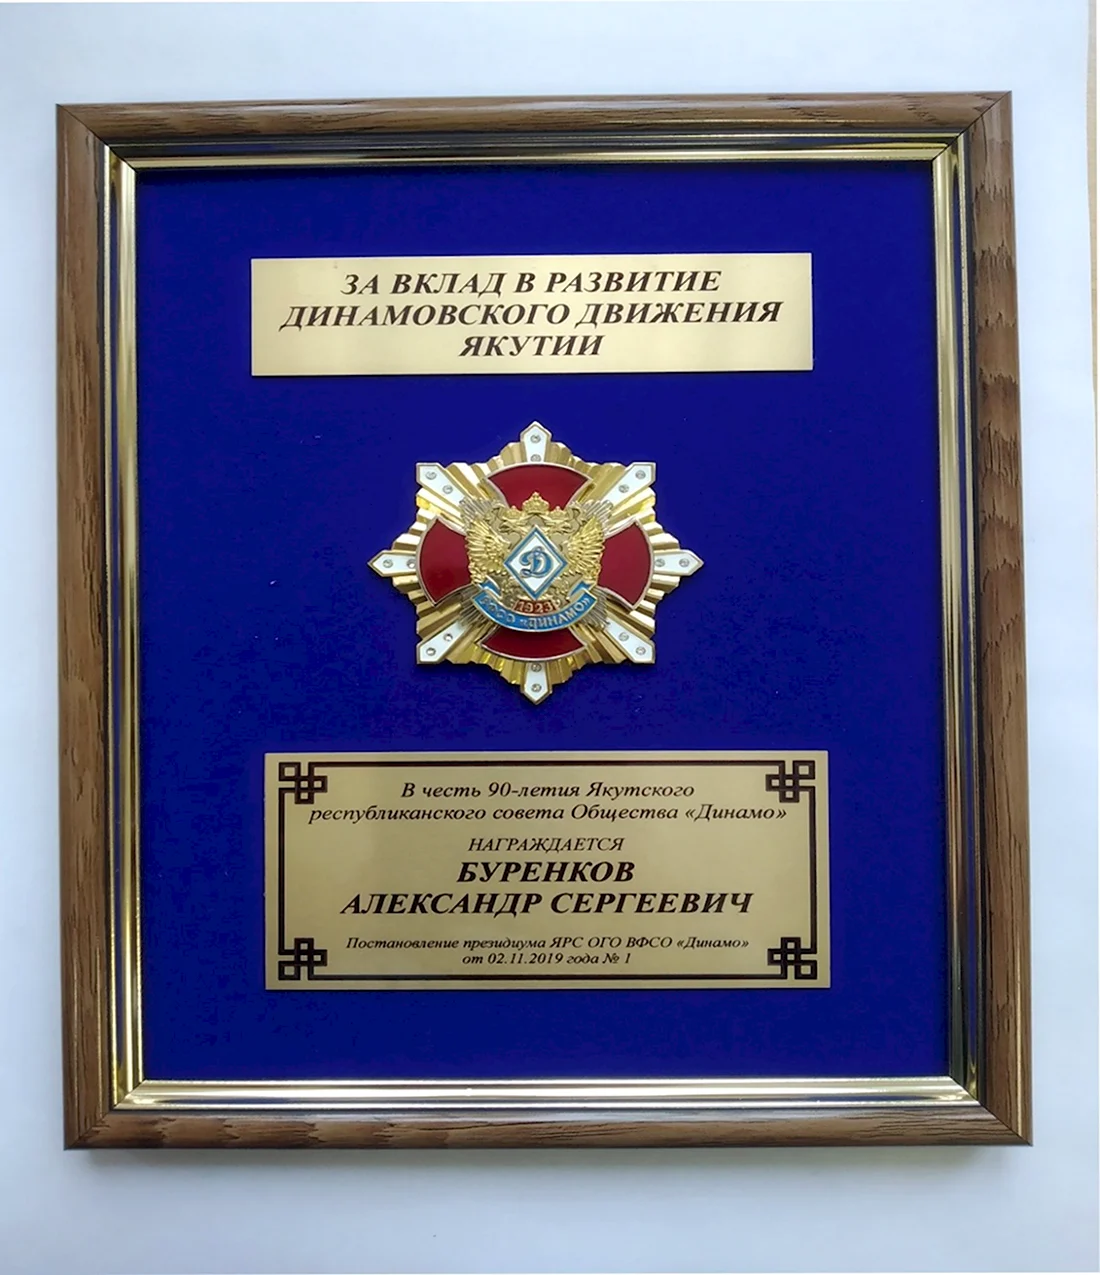 ЗА ВКЛАД В РАЗВИТИЕ
ДИНАМОВСКОГО ДВИЖЕНИЯ
ЯКУТИИ
Д
1923
ВФСО «ДИНАМО»
В честь 90-летия Якутского
республиканского совета Общества «Динамо»
НАГРАЖДАЕТСЯ
БУРЕНКОВ
АЛЕКСАНДР СЕРГЕЕВИЧ
Постановление президиума ЯРС ОГО ВФСО «Динамо»
от 02.11.2019 года № 1